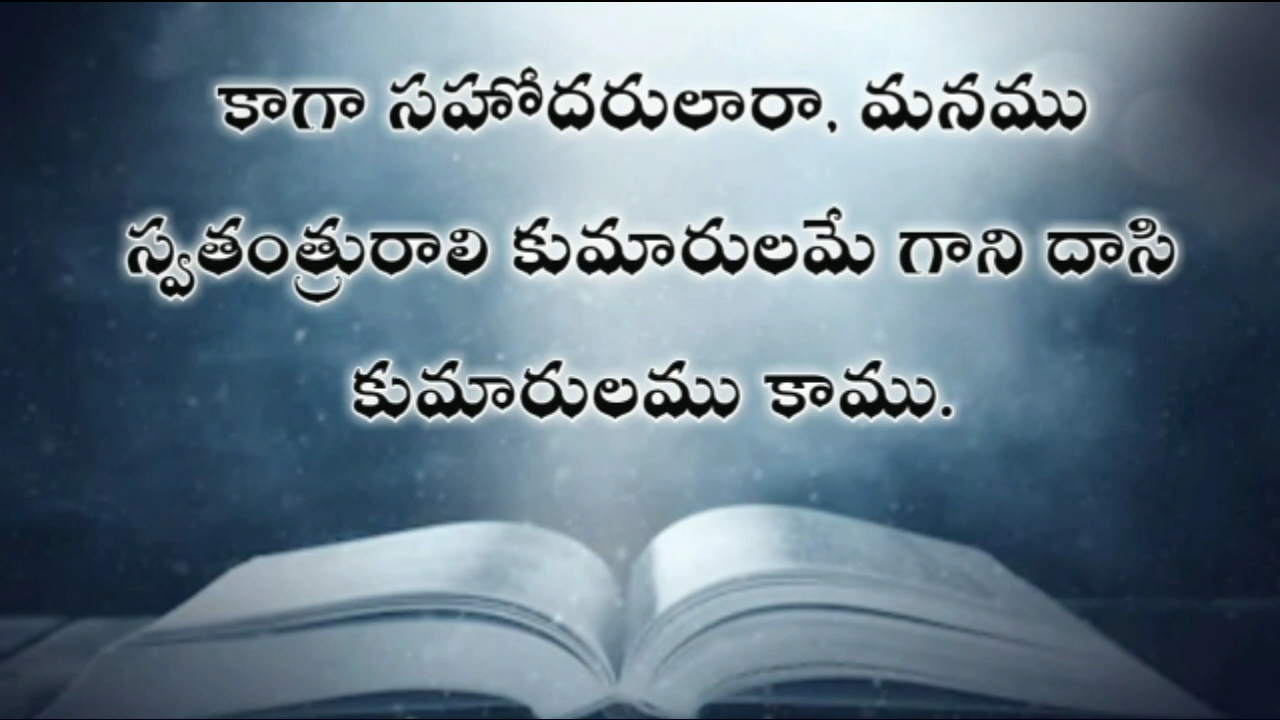 కాగా సహోదరులారా, మనము
స్వతంత్రురాలి కుమారులమే గాని దాసి
కుమారులము కాము.